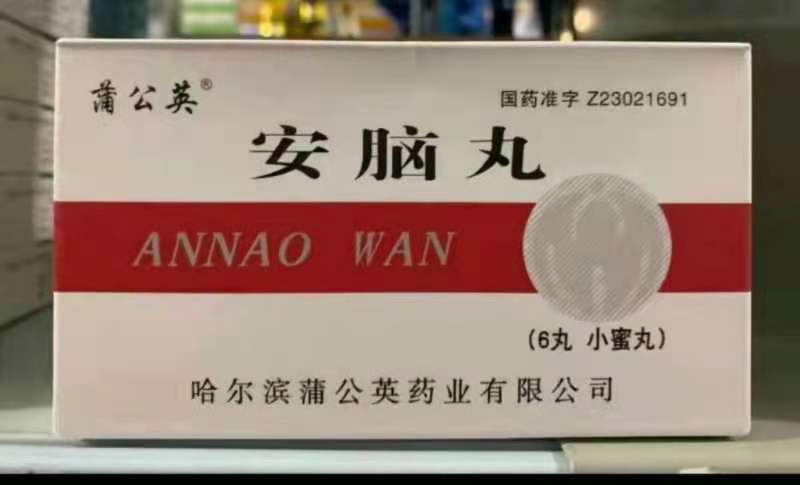 蒲公英®
国药准字 Z23021691
安脑丸
ANNAO WAN
(6丸 小蜜丸)
哈尔滨蒲公英药业有限公司